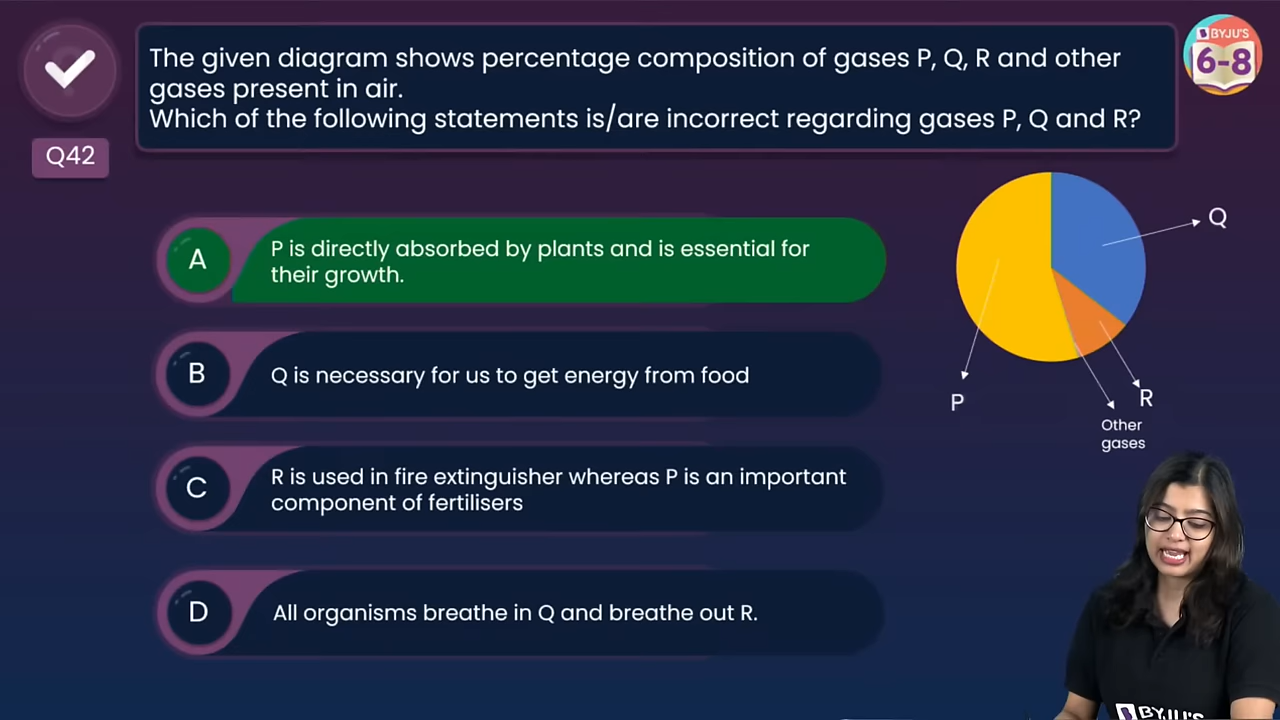 The given diagram shows percentage composition of gases P, Q, R and other
gases present in air.
Which of the following statements is/are incorrect regarding gases P, Q and R?
BYJU'S
6-8
Q42
A
P is directly absorbed by plants and is essential for
their growth.
B
Q is necessary for us to get energy from food
C
R is used in fire extinguisher whereas P is an important
component of fertilisers
D
All organisms breathe in Q and breathe out R.
Q
P
R
Other
gases
BYJU'S